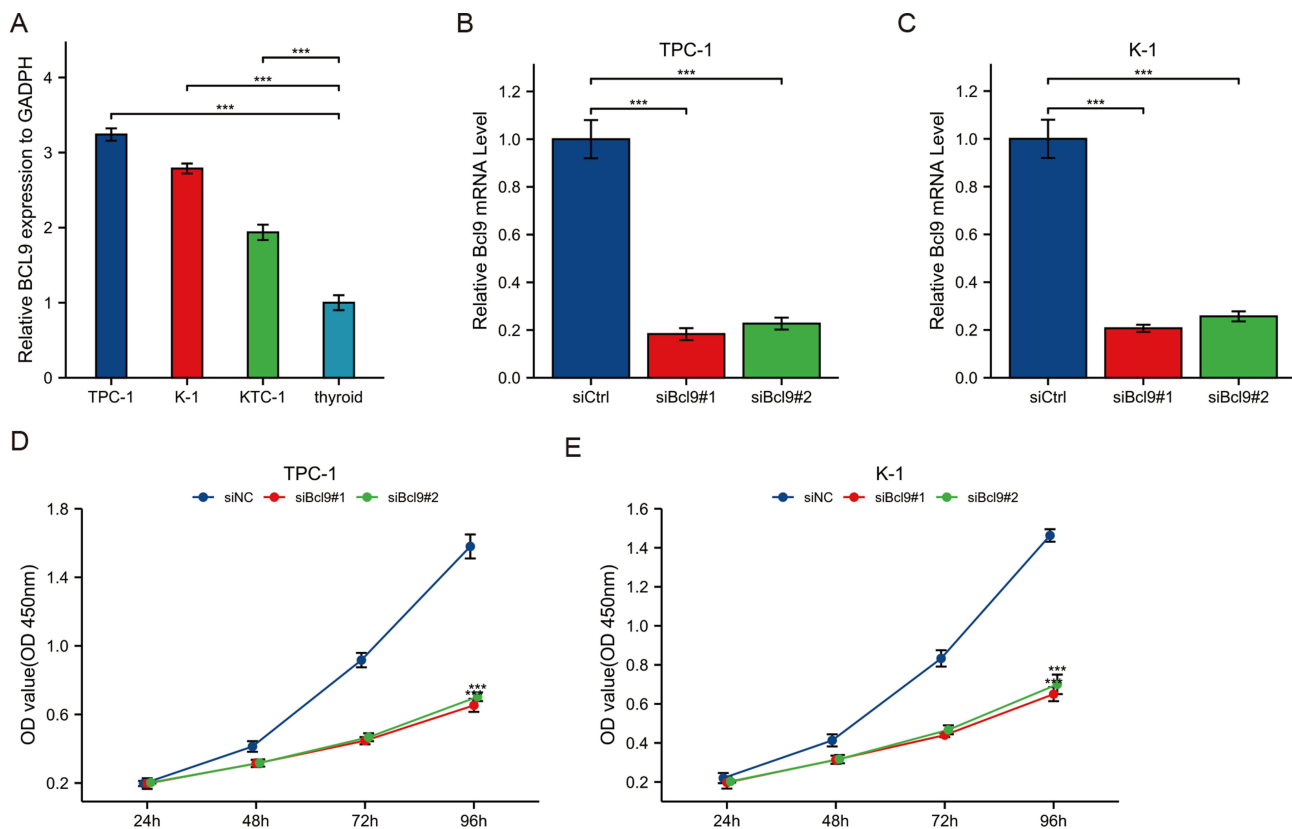 A
Relative BCL9 expression to GADPH
4
3
2
1
0
***
***
***
TPC-1 K-1 KTC-1 thyroid
B
TPC-1
Relative Bcl9 mRNA Level
1.2
1.0
0.8
0.6
0.4
0.2
0.0
***
***
siCtrl siBcl9#1 siBcl9#2
C
K-1
Relative Bcl9 mRNA Level
1.2
1.0
0.8
0.6
0.4
0.2
0.0
***
***
siCtrl siBcl9#1 siBcl9#2
D
TPC-1
siNC siBcl9#1 siBcl9#2
OD value(OD 450nm)
1.8
1.4
1.0
0.6
0.2
***
***
24h 48h 72h 96h
E
K-1
siNC siBcl9#1 siBcl9#2
OD value(OD 450nm)
1.6
1.4
1.2
1.0
0.8
0.6
0.4
0.2
***
***
24h 48h 72h 96h